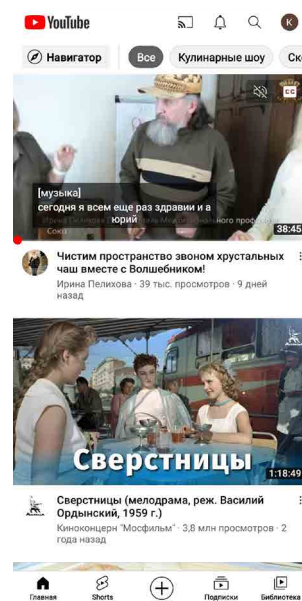 YouTube
К
Навигатор
Все
Кулинарные шоу
[музыка]
сегодня я всем еще раз здравии и а
юрий
38:45
Чистим пространство звоном хрустальных
чаш вместе с Волшебником!
Ирина Пелихова · 39 тыс. просмотров · 9 дней
назад
Сверстницы
1:18:49
Сверстницы (мелодрама, реж. Василий
Ордынский, 1959 г.)
Киноконцерн "Мосфильм" · 3,8 млн просмотров · 2
года назад
Главная
Shorts
Подписки
Библиотека